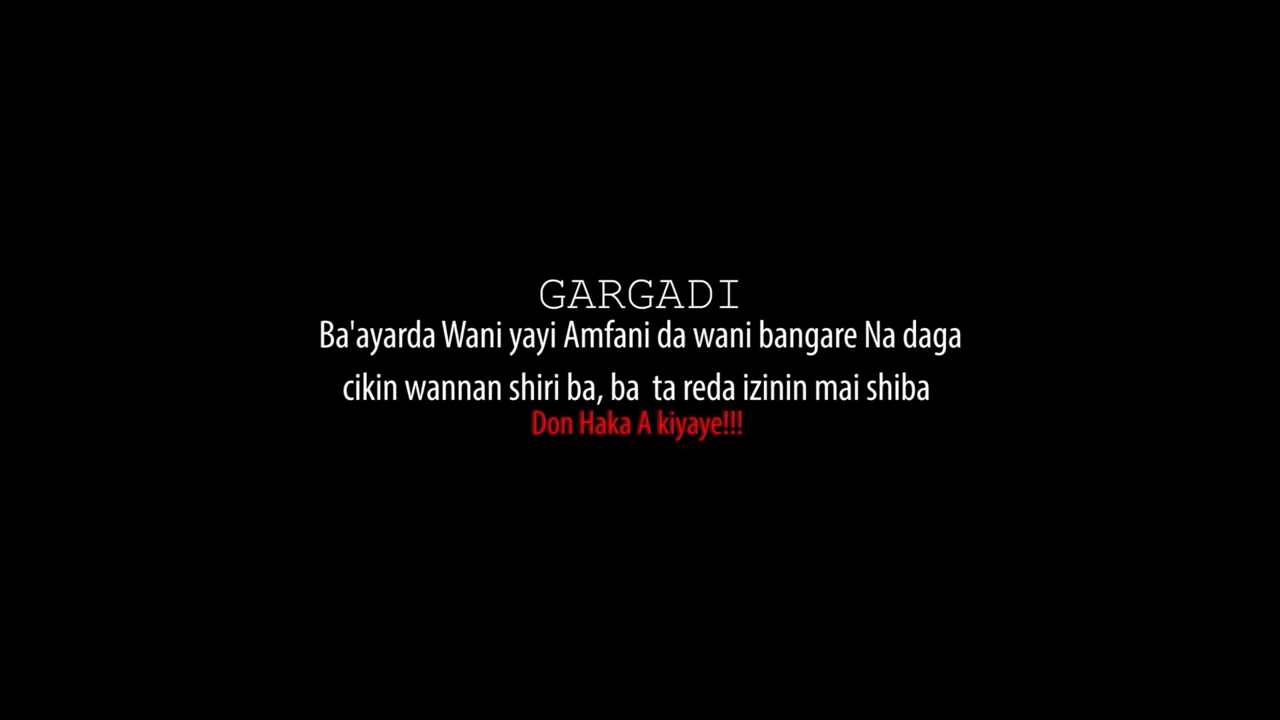 GARGADI
Ba'ayarda Wani yayi Amfani da wani bangare Na daga
cikin wannan shiri ba, ba ta reda izinin mai shiba
Don Haka A kiyaye!!!